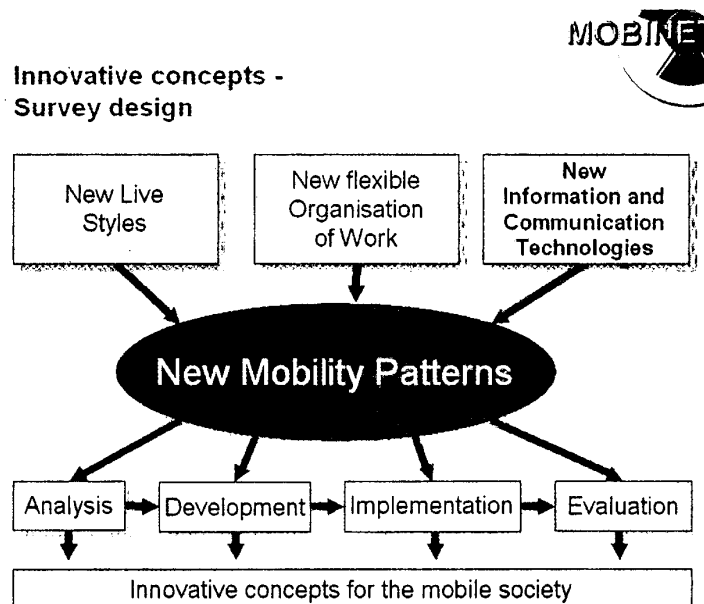 MOBINET
Innovative concepts -
Survey design
New Live
Styles
New flexible
Organisation
of Work
New
Information and
Communication
Technologies
New Mobility Patterns
Analysis
Development
Implementation
Evaluation
Innovative concepts for the mobile society